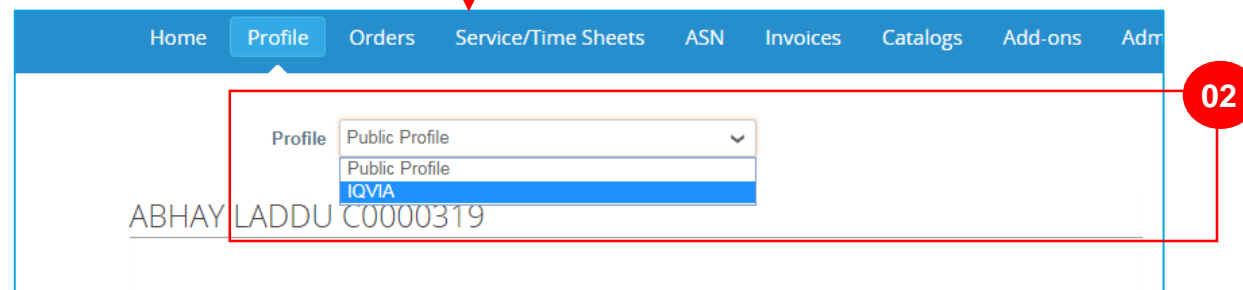 Home Profile Orders Service/Time Sheets ASN Invoices Catalogs Add-ons Adm
02
Profile Public Profile
Public Profile
IQVIA
ABHAY LADDU C0000319